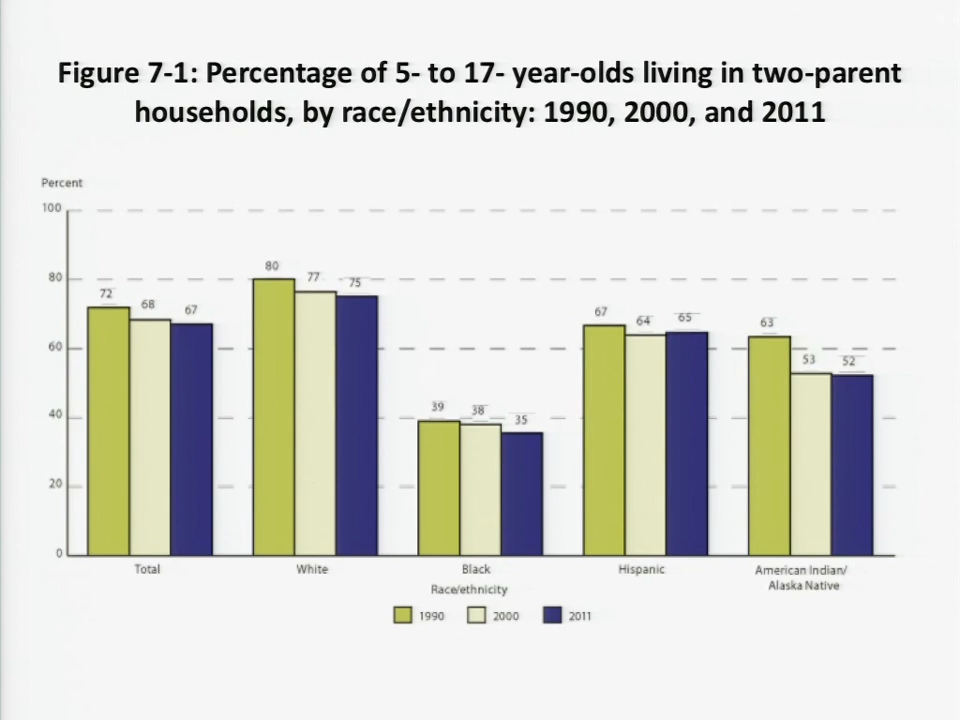 Figure 7-1: Percentage of 5- to 17- year-olds living in two-parent
households, by race/ethnicity: 1990, 2000, and 2011
Percent
100
80
60
40
20
0
72
68
67
80
77
75
39
38
35
67
64
65
63
53
52
Total
White
Black
Hispanic
American Indian/
Alaska Native
Race/ethnicity
1990
2000
2011